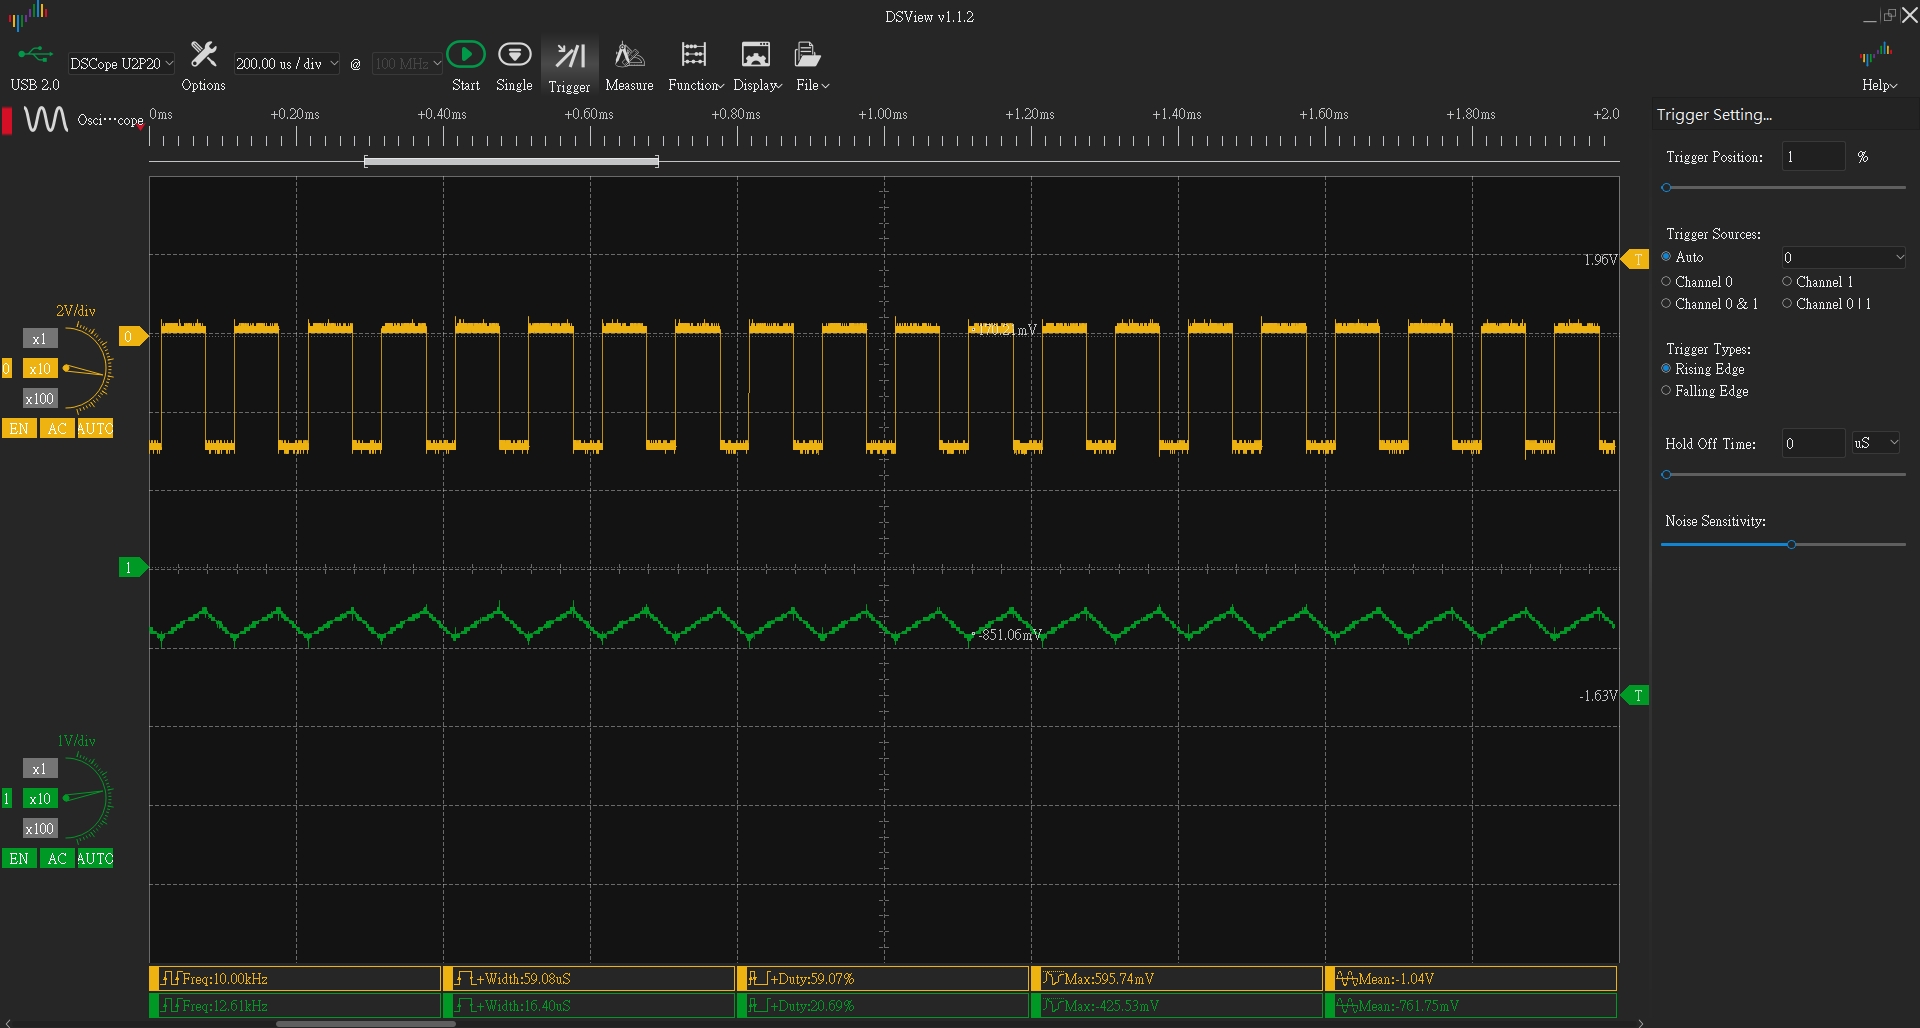 DSView v1.1.2
USB 2.0
DSCope U2P20
Options
200.00 us / div
@
100 MHz
Start
Single
Trigger
Measure
Function
Display
File
Help
Osci···cope
0ms +0.20ms +0.40ms +0.60ms +0.80ms +1.00ms +1.20ms +1.40ms +1.60ms +1.80ms +2.0
2V/div
x1
0 x10
x100
EN AC AUTO
0
1.96V T
170.21mV
1
-851.06mV
-1.63V T
1V/div
x1
1 x10
x100
EN AC AUTO
Freq:10.00kHz +Width:59.08uS +Duty:59.07% Max:595.74mV Mean:-1.04V
Freq:12.61kHz +Width:16.40uS +Duty:20.69% Max:-425.53mV Mean:-761.75mV
Trigger Setting...
Trigger Position: 1 %
Trigger Sources:
Auto 0
Channel 0 Channel 1
Channel 0 & 1 Channel 0 | 1
Trigger Types:
Rising Edge
Falling Edge
Hold Off Time: 0 uS
Noise Sensitivity: